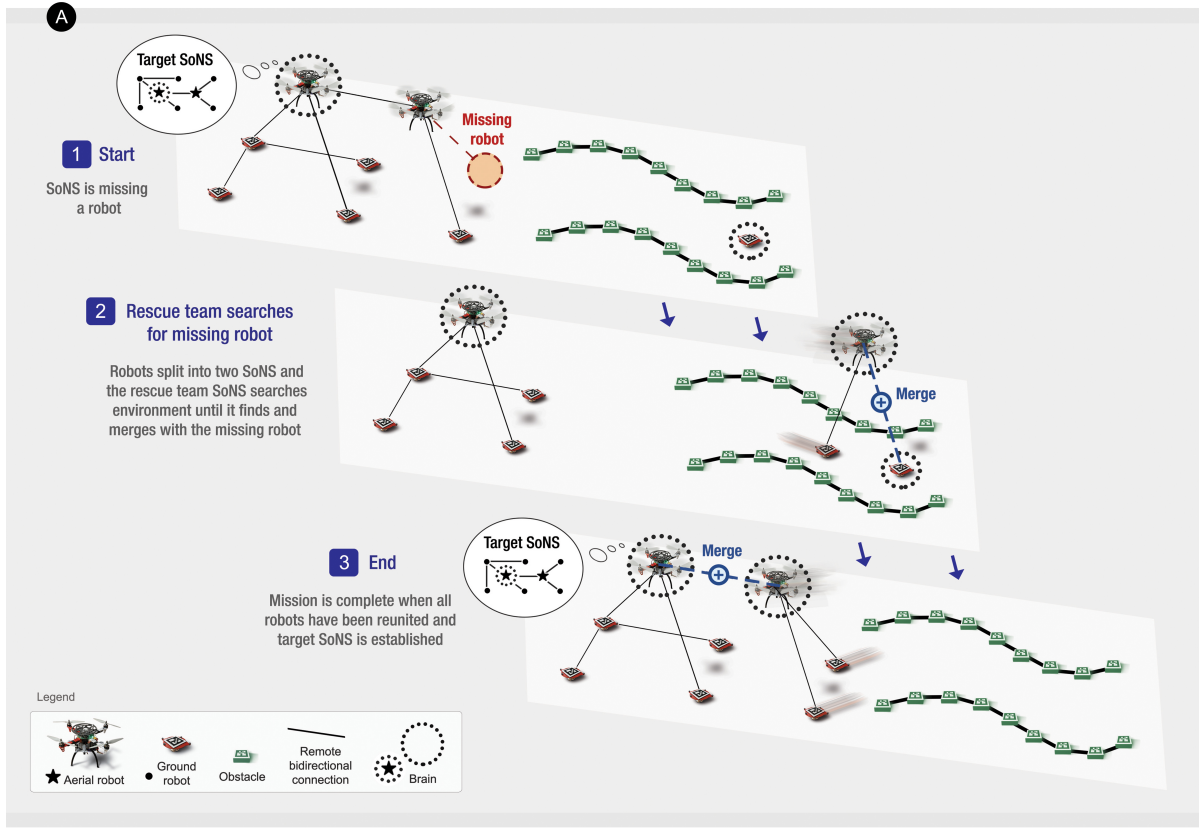 A
Target SoNS
1 Start
SoNS is missing
a robot
Missing
robot
2 Rescue team searches
for missing robot
Robots split into two SoNS and
the rescue team SoNS searches
environment until it finds and
merges with the missing robot
Merge
3 End
Mission is complete when all
robots have been reunited and
target SoNS is established
Target SoNS
Merge
Legend
Aerial robot
Ground
robot
Obstacle
Remote
bidirectional
connection
Brain